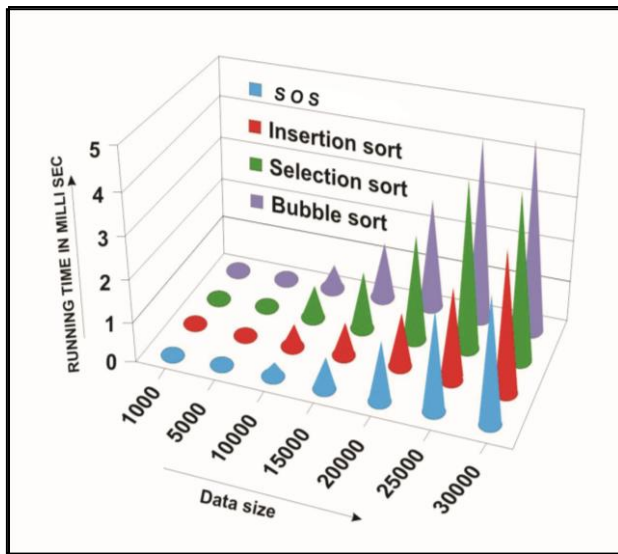 S O S
Insertion sort
Selection sort
Bubble sort
RUNNING TIME IN MILLI SEC
5
4
3
2
1
0
1000
5000
10000
15000
20000
25000
30000
Data size